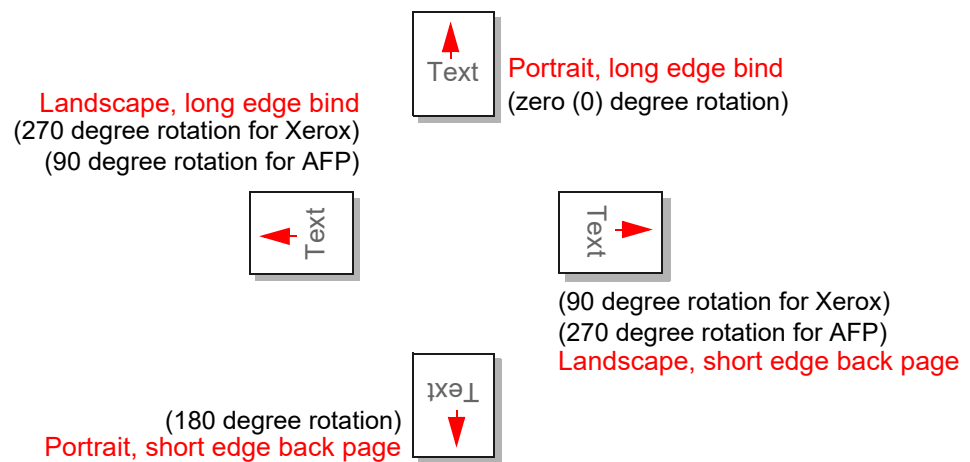 Text
Portrait, long edge bind
(zero (0) degree rotation)
Landscape, long edge bind
(270 degree rotation for Xerox)
(90 degree rotation for AFP)
Text
Text
(90 degree rotation for Xerox)
(270 degree rotation for AFP)
Landscape, short edge back page
Text
(180 degree rotation)
Portrait, short edge back page